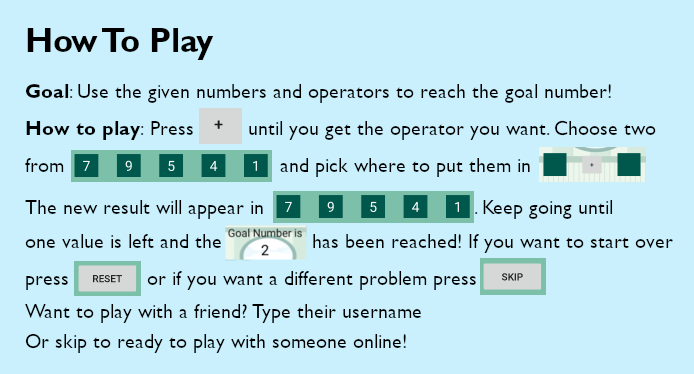 How To Play
Goal: Use the given numbers and operators to reach the goal number!
How to play: Press + until you get the operator you want. Choose two
from 7 9 5 4 1 and pick where to put them in +
The new result will appear in 7 9 5 4 1. Keep going until
one value is left and the Goal Number is 2 has been reached! If you want to start over
press RESET or if you want a different problem press SKIP
Want to play with a friend? Type their username
Or skip to ready to play with someone online!